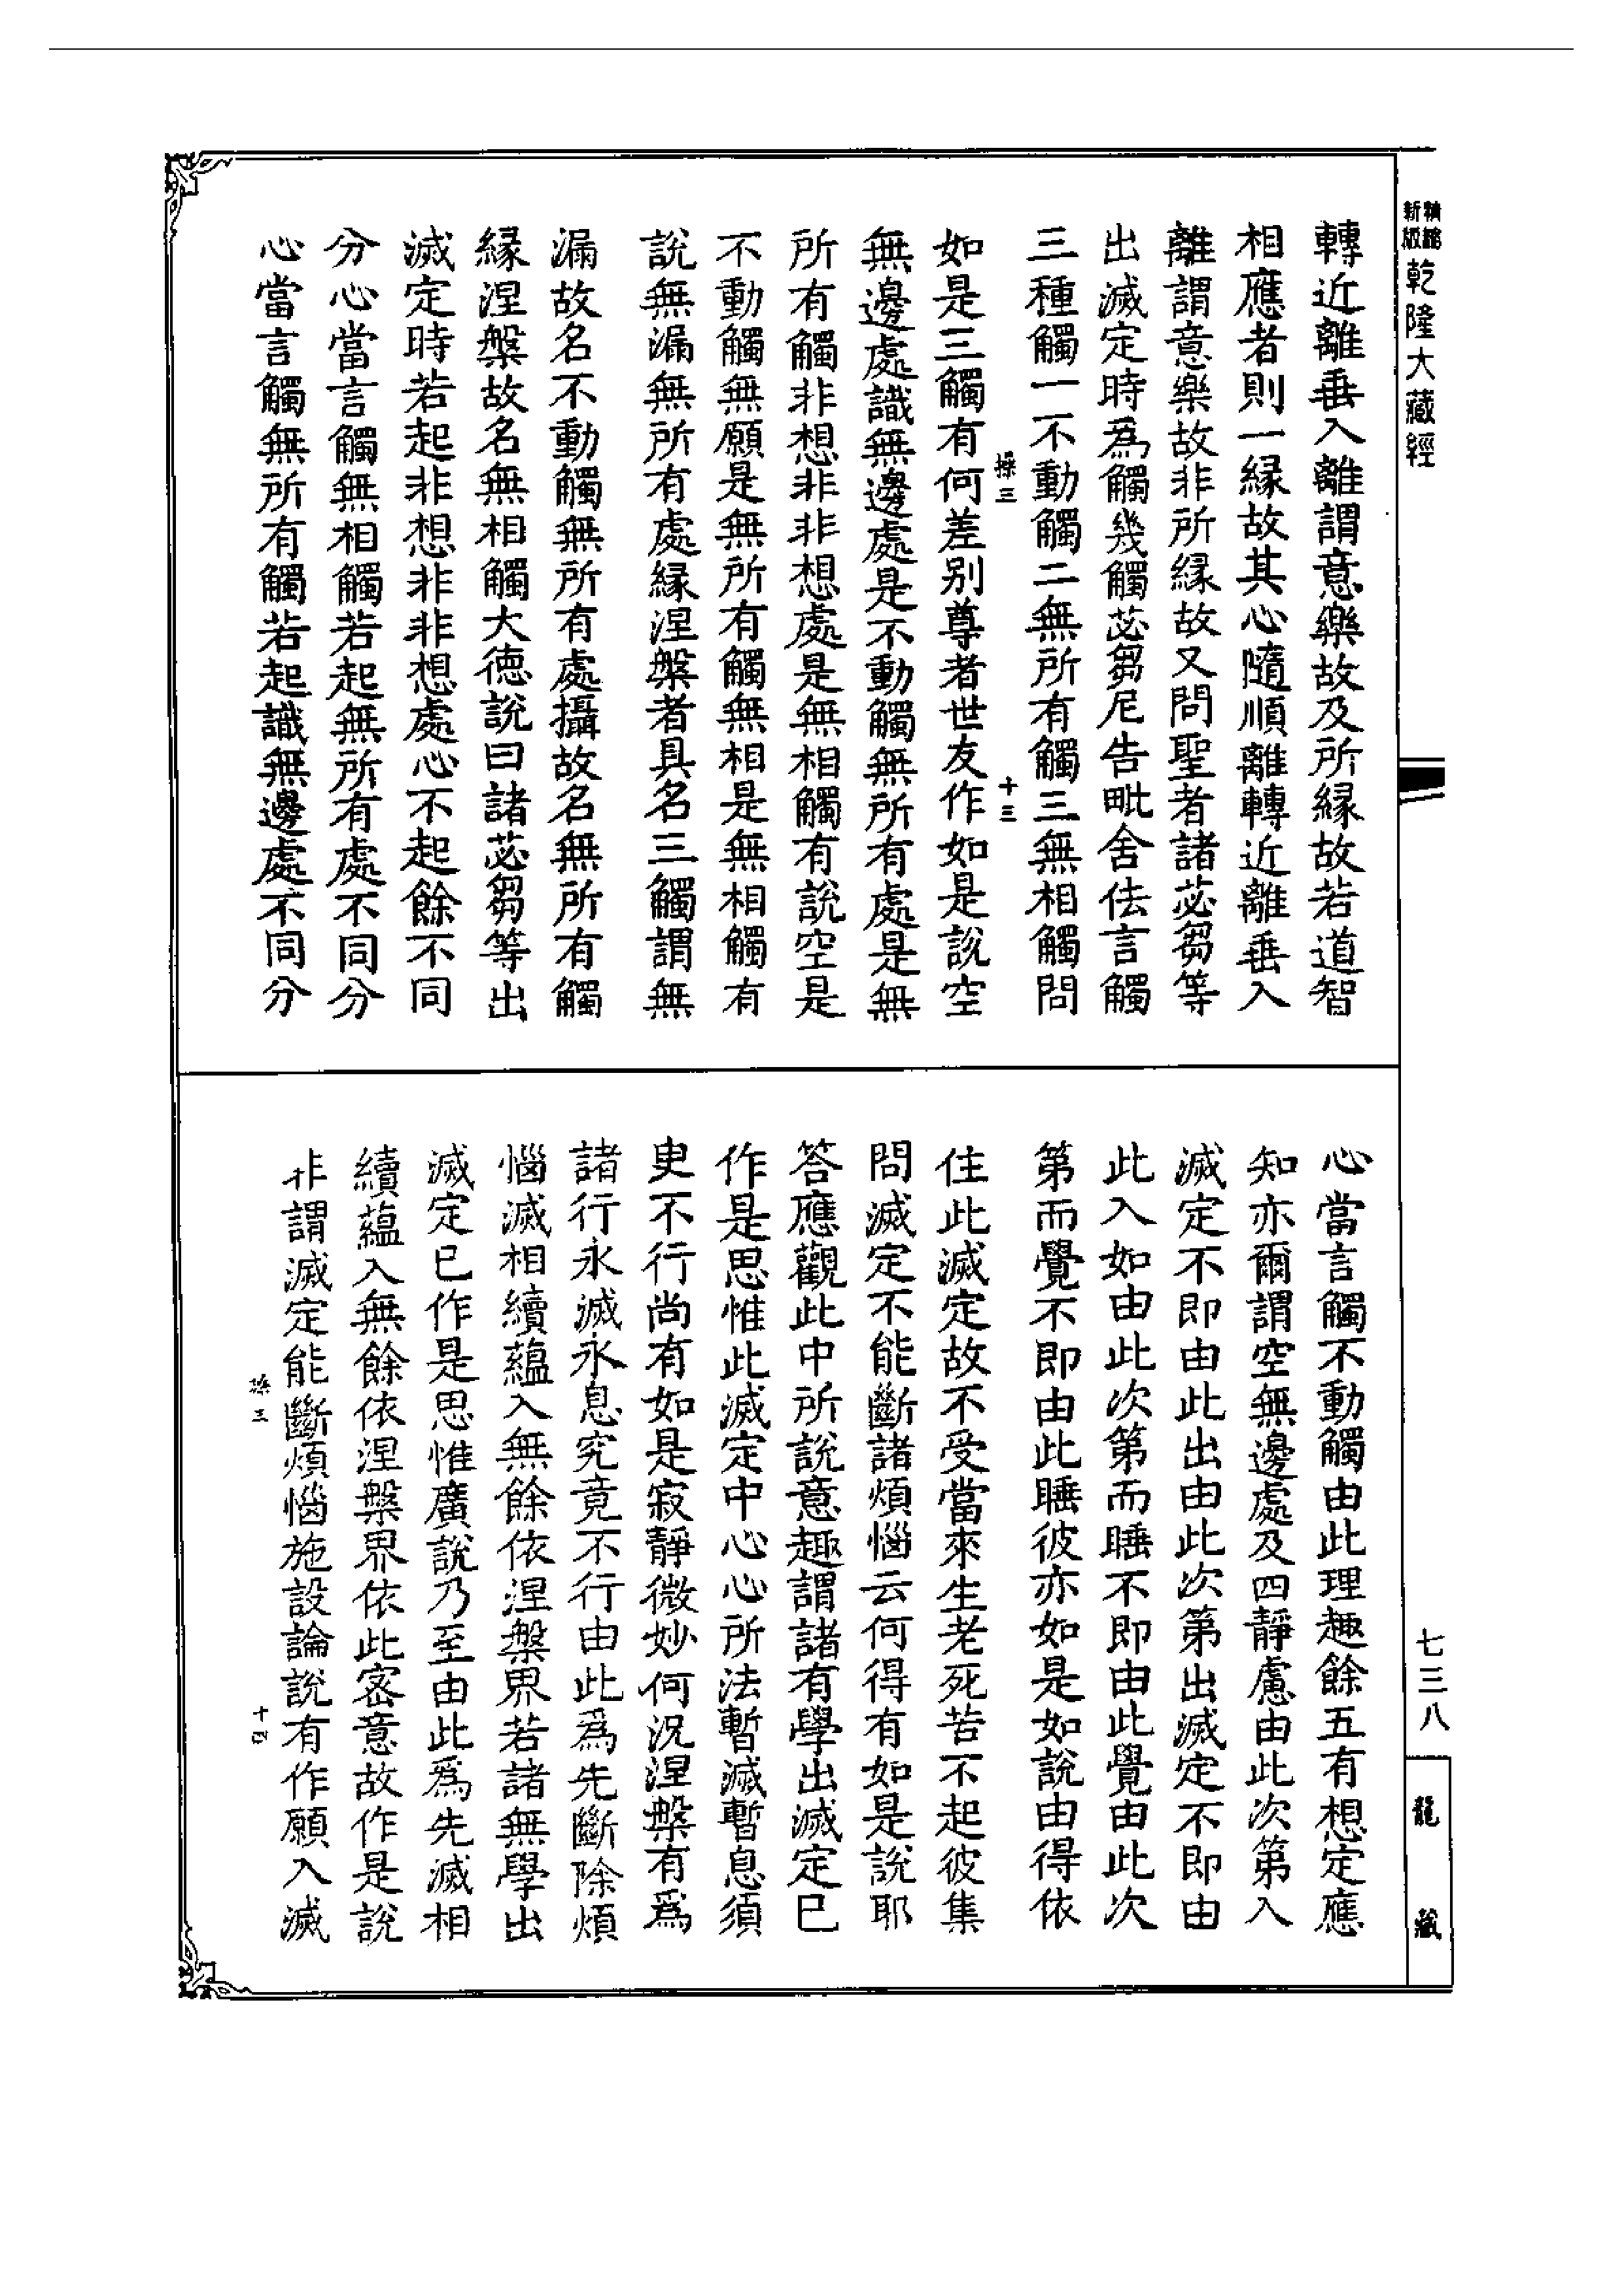 精縮新版乾隆大藏經
轉近離垂入離謂意樂故及所緣故若道智
相應者則一緣故其心隨順離轉近離垂入
離謂意樂故非所緣故又問聖者諸苾芻等
出滅定時爲觸幾觸苾芻尼告毗舍佉言觸
三種觸一不動觸二無所有觸三無相觸問
操三
十三
如是三觸有何差别尊者世友作如是說空
無邊處識無邊處是不動觸無所有處是無
所有觸非想非非想處是無相觸有說空是
不動觸無願是無所有觸無相是無相觸有
說無漏無所有處緣涅槃者具名三觸謂無
漏故名不動觸無所有處攝故名無所有觸
緣涅槃故名無相觸大德說曰諸苾芻等出
滅定時若起非想非非想處心不起餘不同
分心當言觸無相觸若起無所有處不同分
心當言觸無所有觸若起識無邊處不同分
心當言觸不動觸由此理趣餘五有想定應
知亦爾謂空無邊處及四靜慮由此次第入
滅定不即由此出由此次第出滅定不即由
此入如由此次第而睡不即由此覺由此次
第而覺不即由此睡彼亦如是如說由得依
住此滅定故不受當來生老死苦不起彼集
問滅定不能斷諸煩惱云何得有如是說耶
答應觀此中所說意趣謂諸有學出滅定已
作是思惟此滅定中心心所法暫滅暫息須
臾不行尚有如是寂靜微妙何況涅槃有爲
諸行永滅永息究竟不行由此爲先斷除煩
惱滅相續蘊入無餘依涅槃界若諸無學出
滅定已作是思惟廣說乃至由此爲先滅相
續蘊入無餘依涅槃界依此密意故作是說
非謂滅定能斷煩惱施設論說有作願入滅
操三
十四
七三八
龍藏